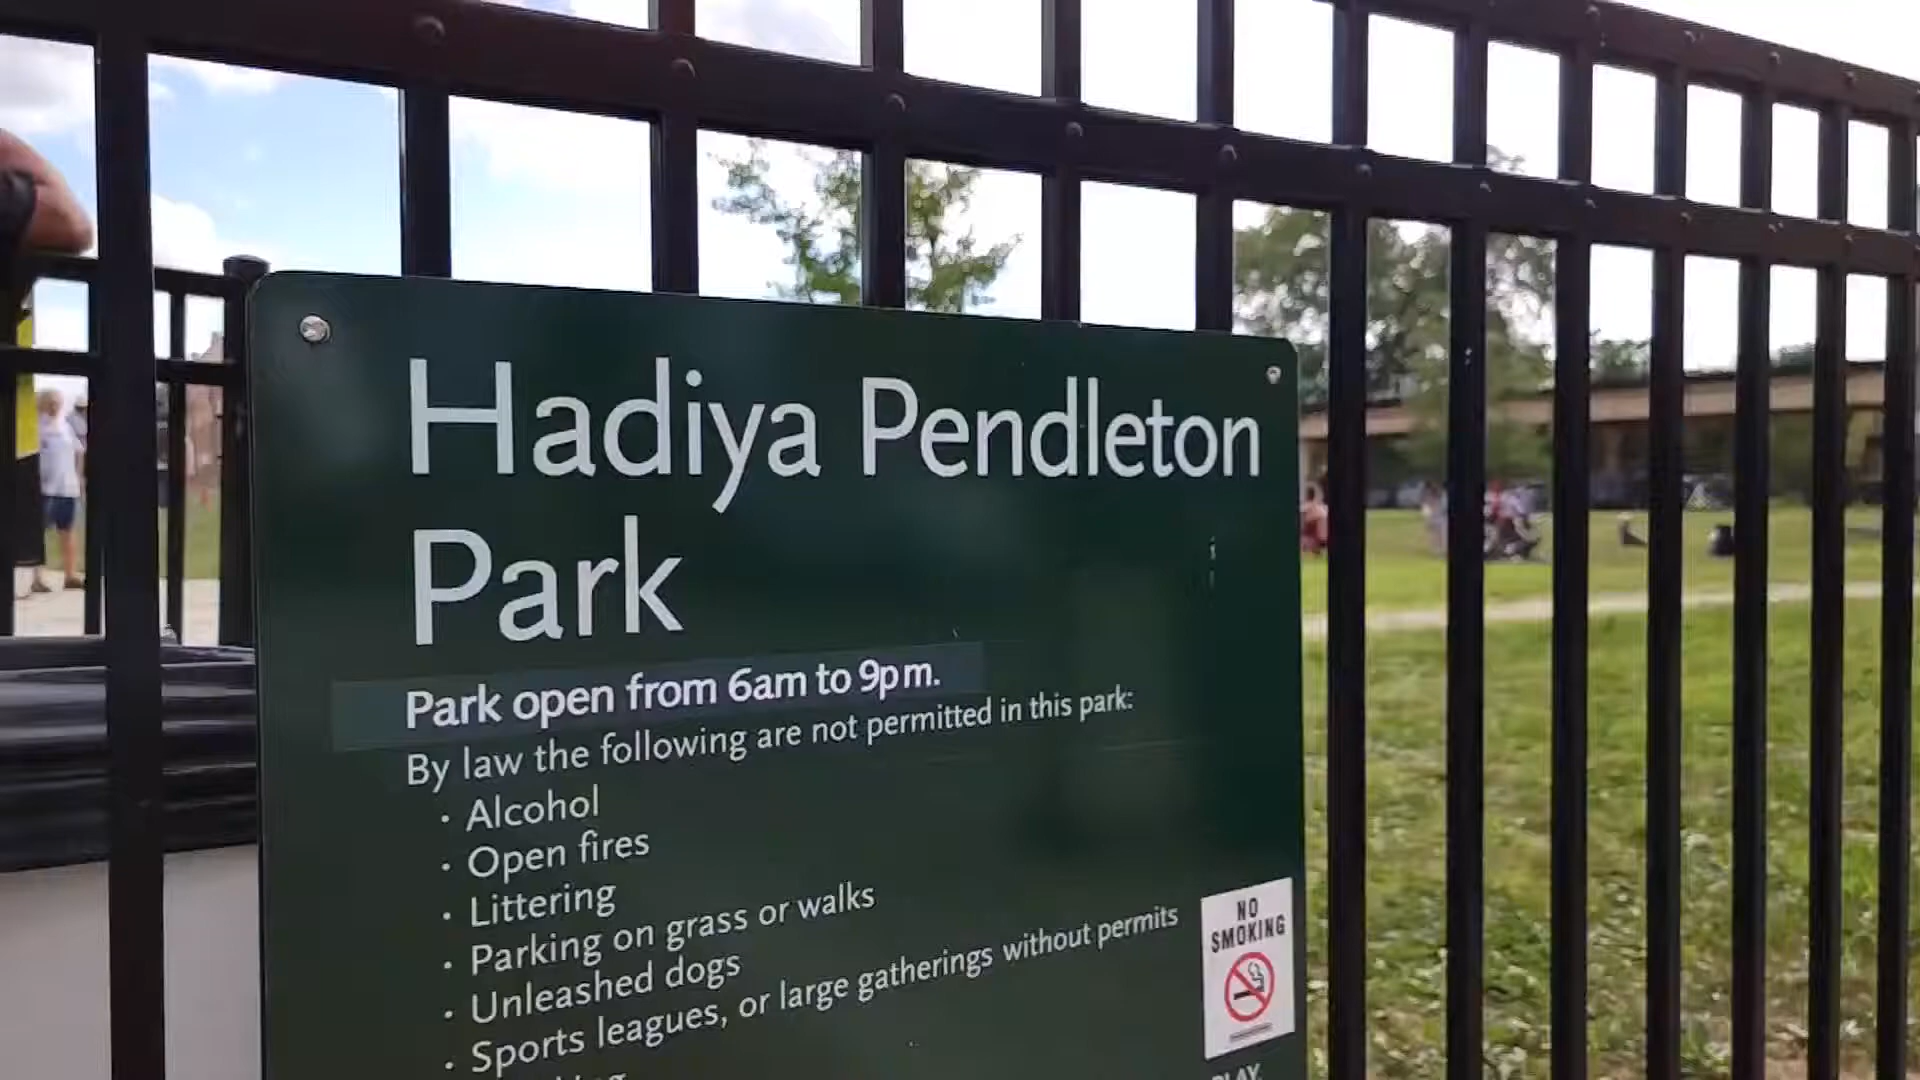 Hadiya Pendleton
Park
Park open from 6am to 9pm.
By law the following are not permitted in this park:
· Alcohol
· Open fires
· Littering
· Parking on grass or walks
· Unleashed dogs
· Sports leagues, or large gatherings without permits
NO
SMOKING
PLAY.